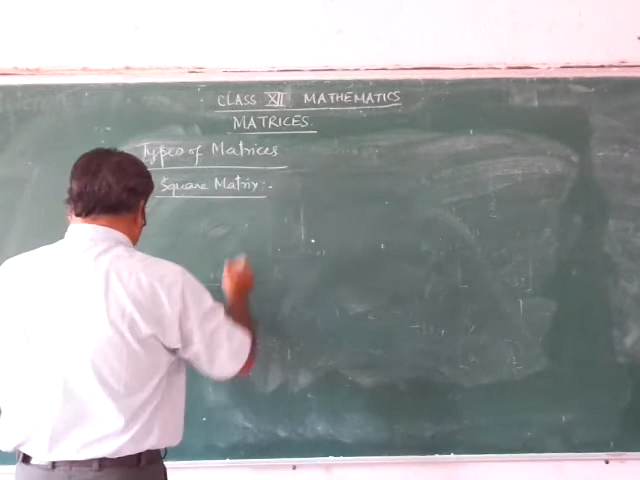 CLASS XII MATHEMATICS
MATRICES
Types of Matrices
Square Matrix:-